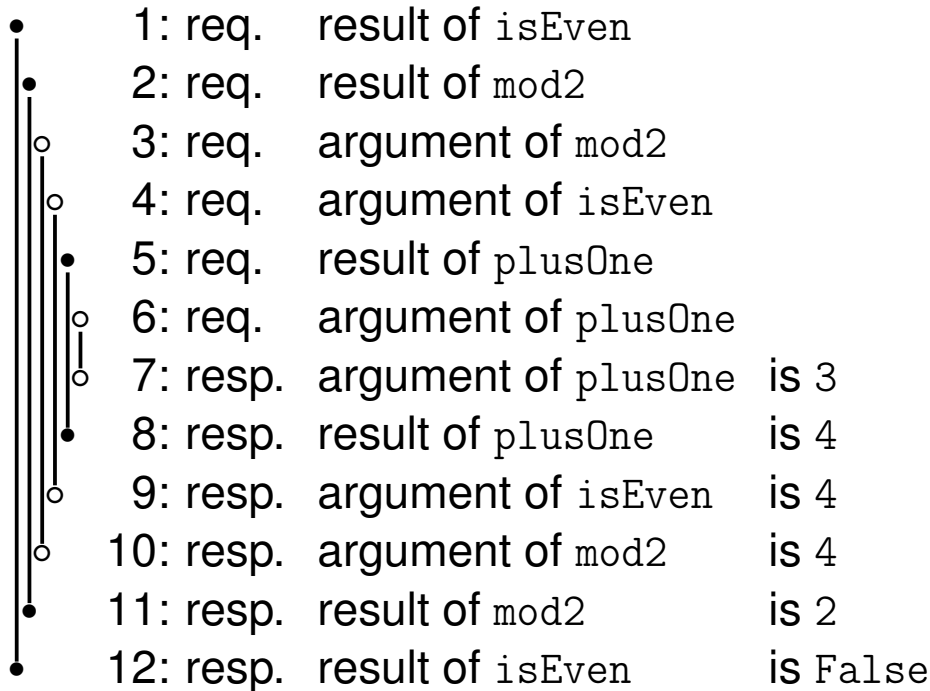 1: req. result of isEven
2: req. result of mod2
3: req. argument of mod2
4: req. argument of isEven
5: req. result of plusOne
6: req. argument of plusOne
7: resp. argument of plusOne is 3
8: resp. result of plusOne is 4
9: resp. argument of isEven is 4
10: resp. argument of mod2 is 4
11: resp. result of mod2 is 2
12: resp. result of isEven is False